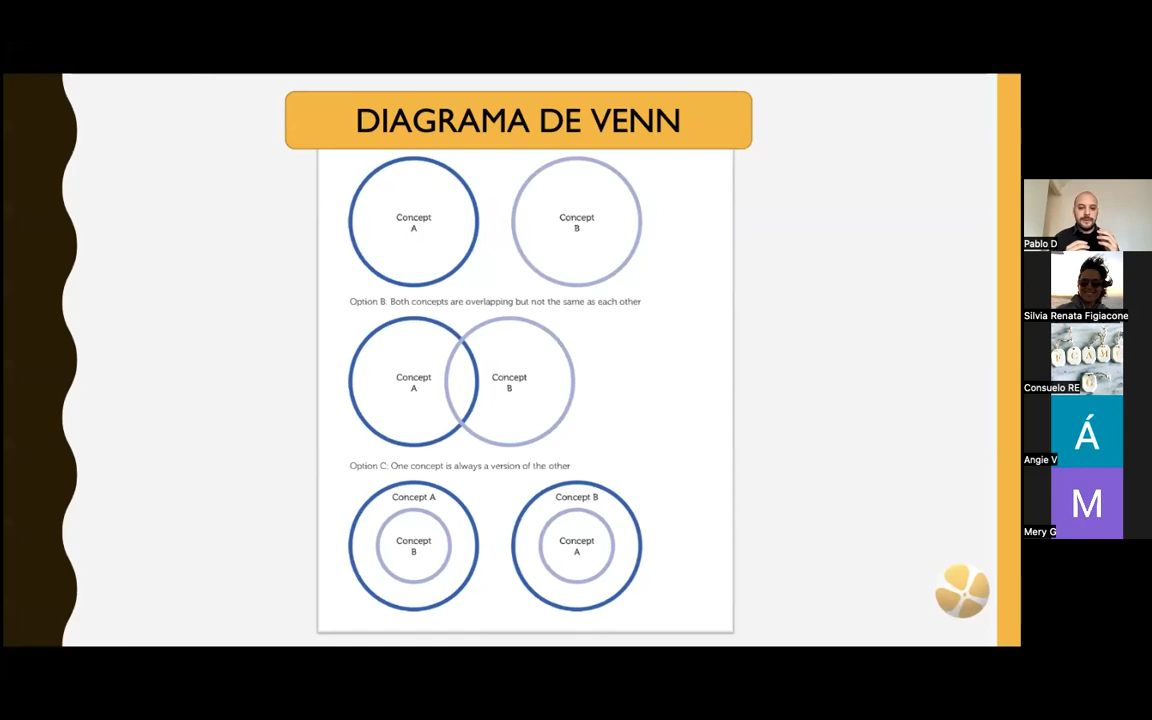 DIAGRAMA DE VENN
Concept
A
Concept
B
Option B: Both concepts are overlapping but not the same as each other
Concept
A
Concept
B
Option C: One concept is always a version of the other
Concept A
Concept
B
Concept B
Concept
A
Pablo D
Silvia Renata Figiacone
Consuelo RE
Á
Angie V
M
Mery G